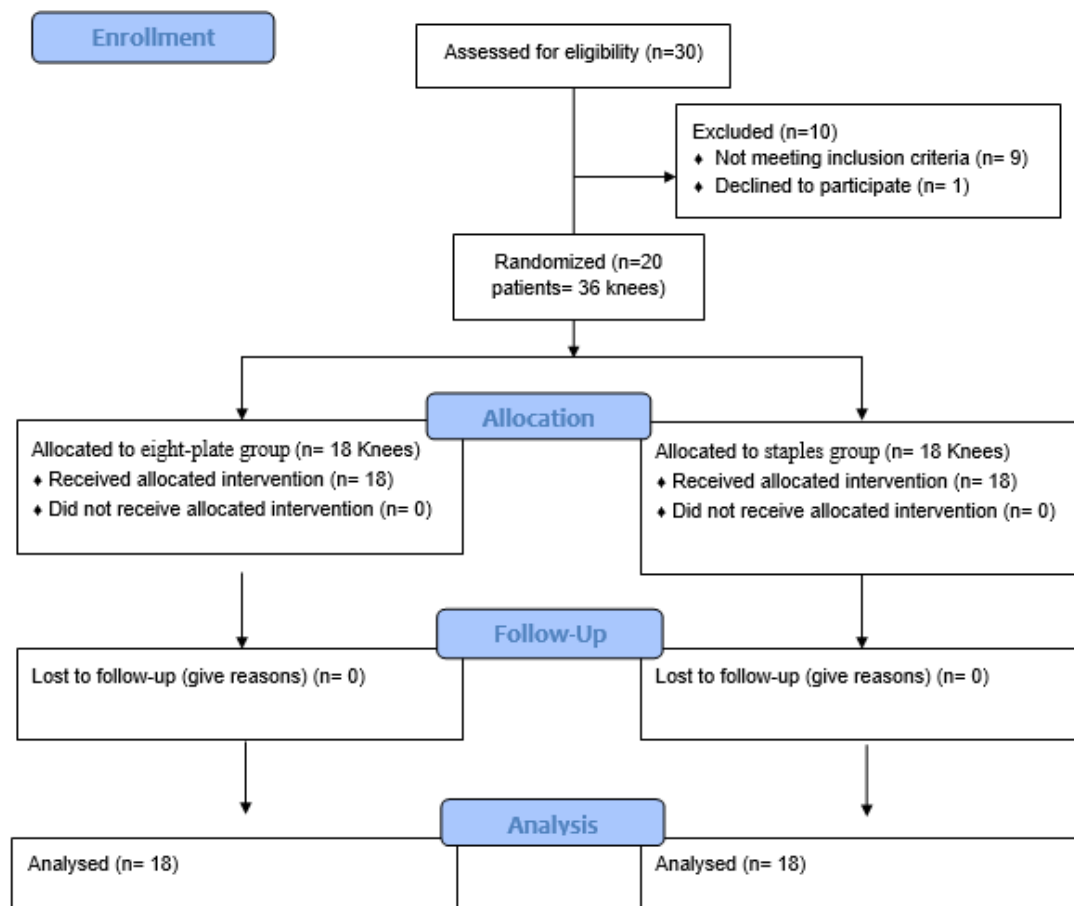 Enrollment
Assessed for eligibility (n=30)
Excluded (n=10)
♦ Not meeting inclusion criteria (n= 9)
♦ Declined to participate (n= 1)
Randomized (n=20
patients= 36 knees)
Allocation
Allocated to eight-plate group (n= 18 Knees)
♦ Received allocated intervention (n= 18)
♦ Did not receive allocated intervention (n= 0)
Allocated to staples group (n= 18 Knees)
♦ Received allocated intervention (n= 18)
♦ Did not receive allocated intervention (n= 0)
Follow-Up
Lost to follow-up (give reasons) (n= 0)
Lost to follow-up (give reasons) (n= 0)
Analysis
Analysed (n= 18)
Analysed (n= 18)